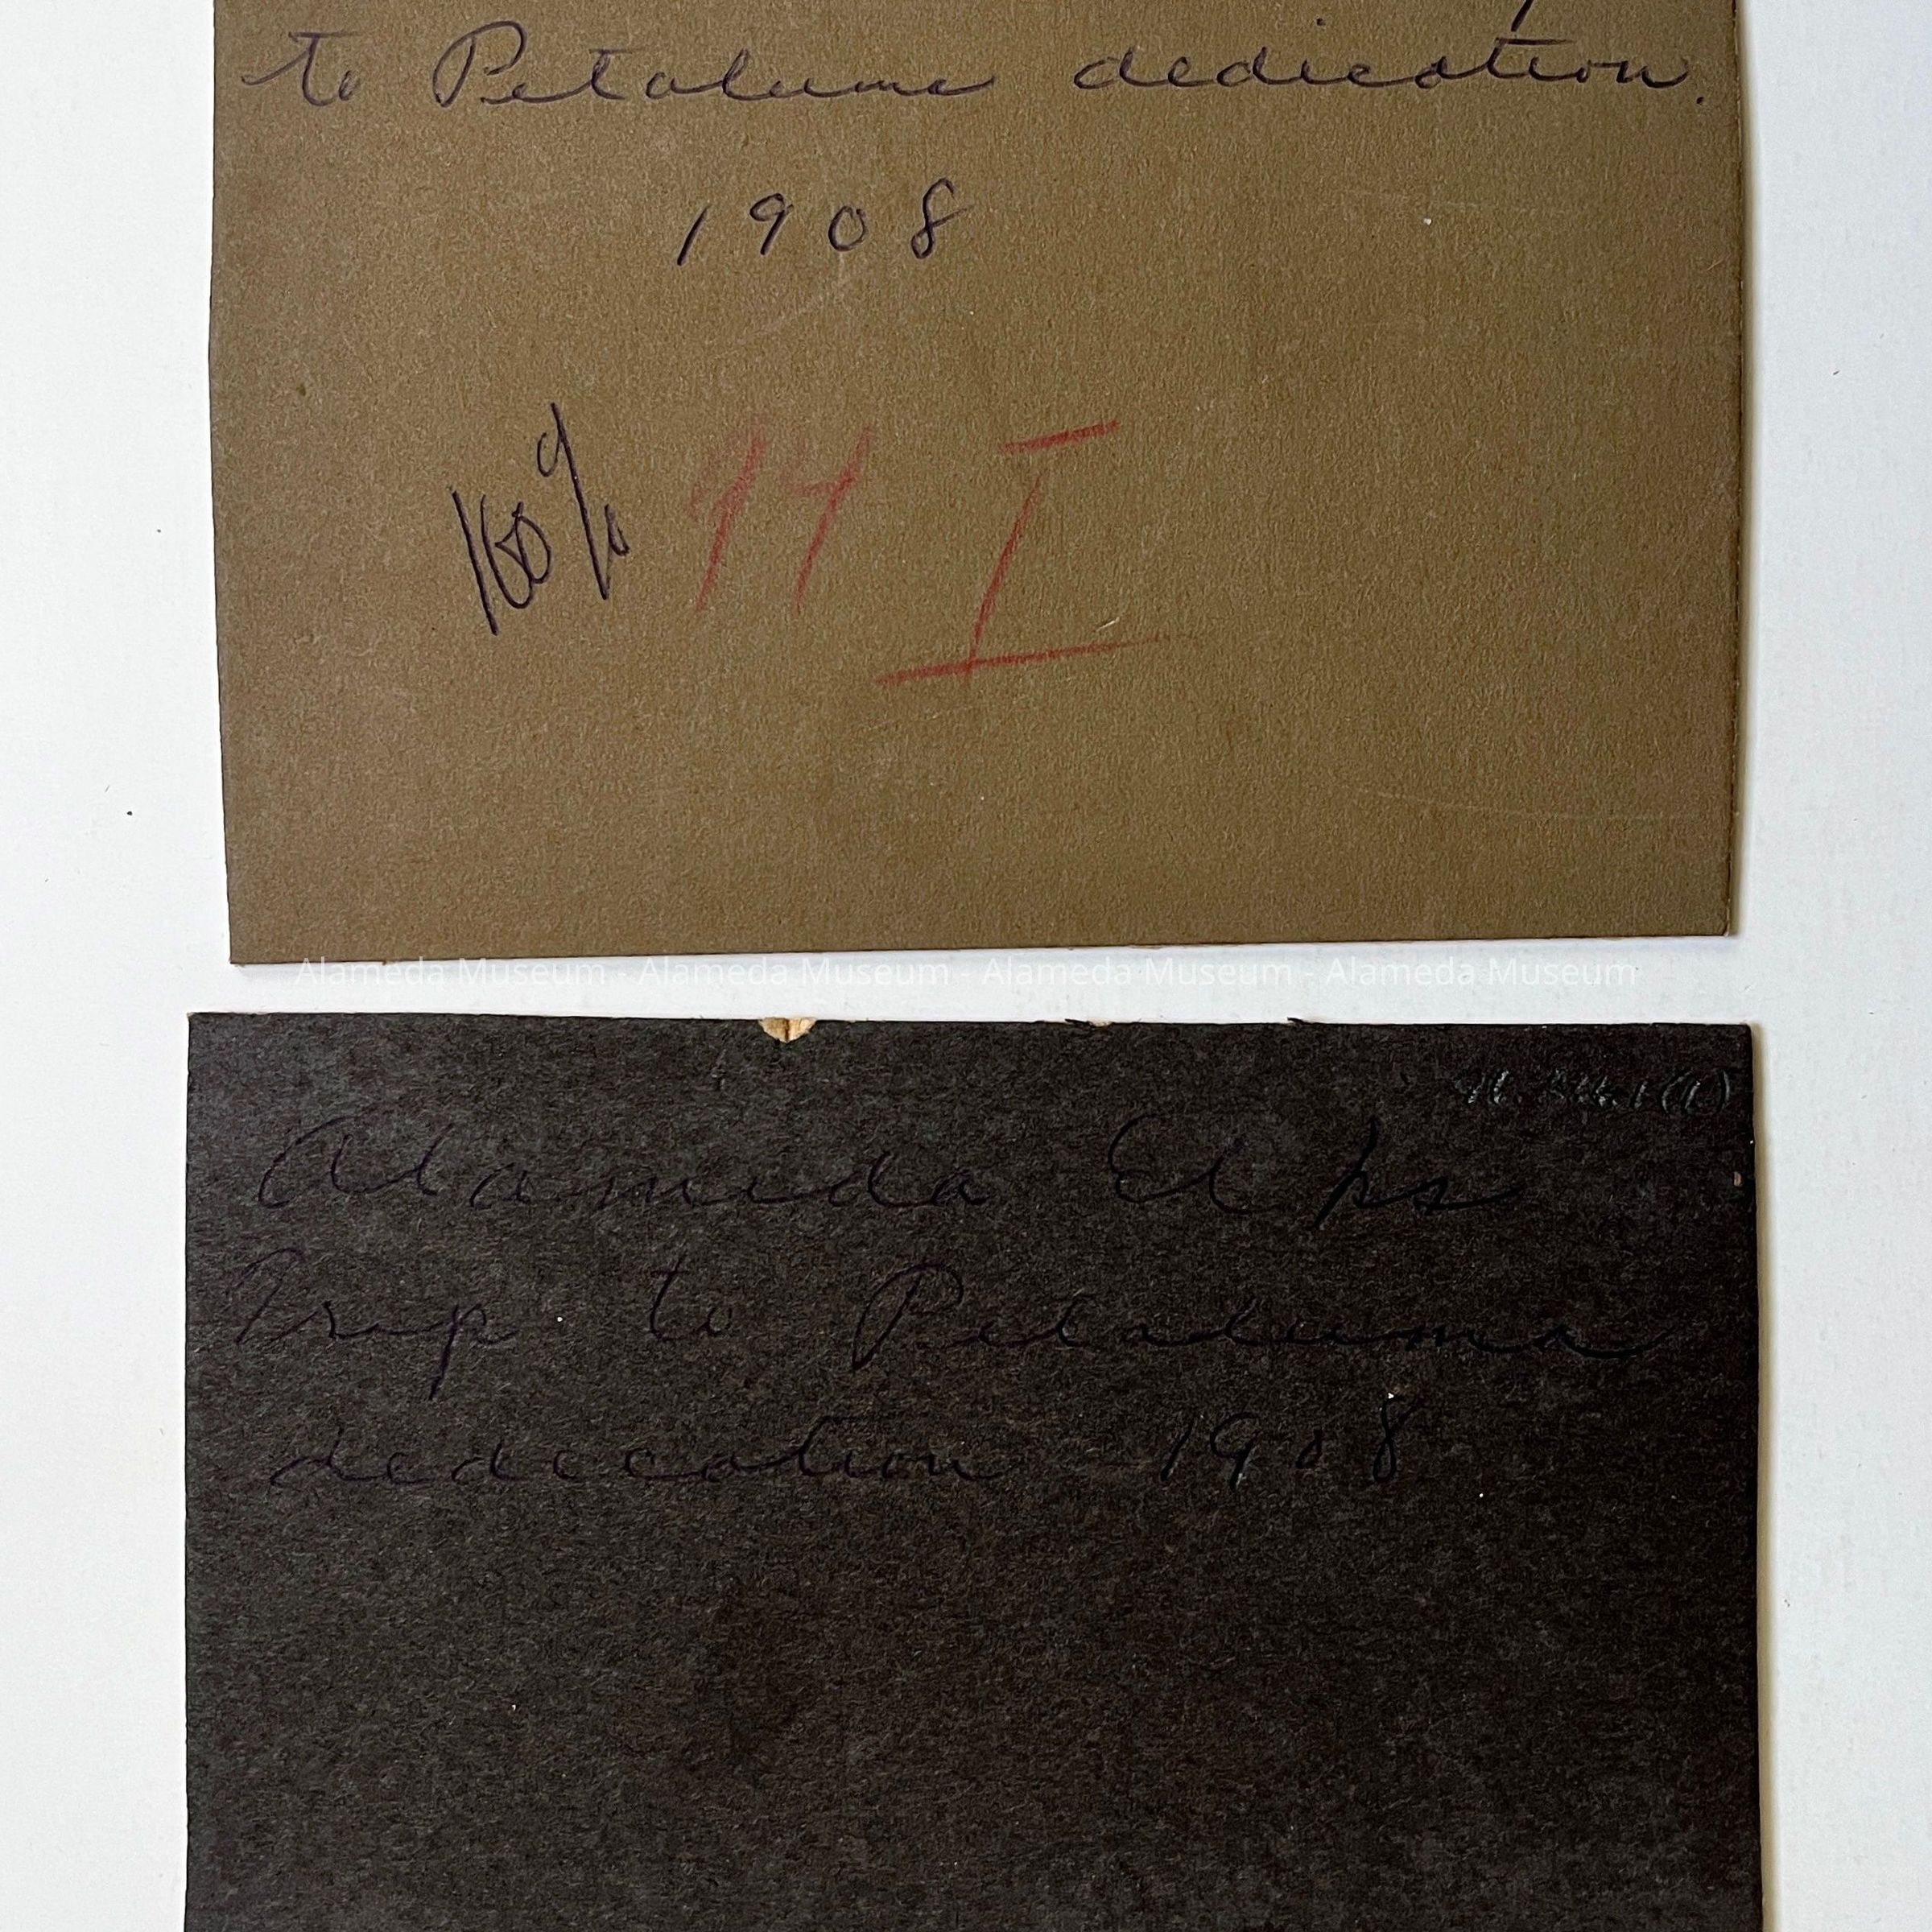 to Petaluma dedication.
1908
100% 99 I
Alameda Museum - Alameda Museum - Alameda Museum - Alameda Museum
Alameda Elks
Trip to Petaluma
dedication - 1908